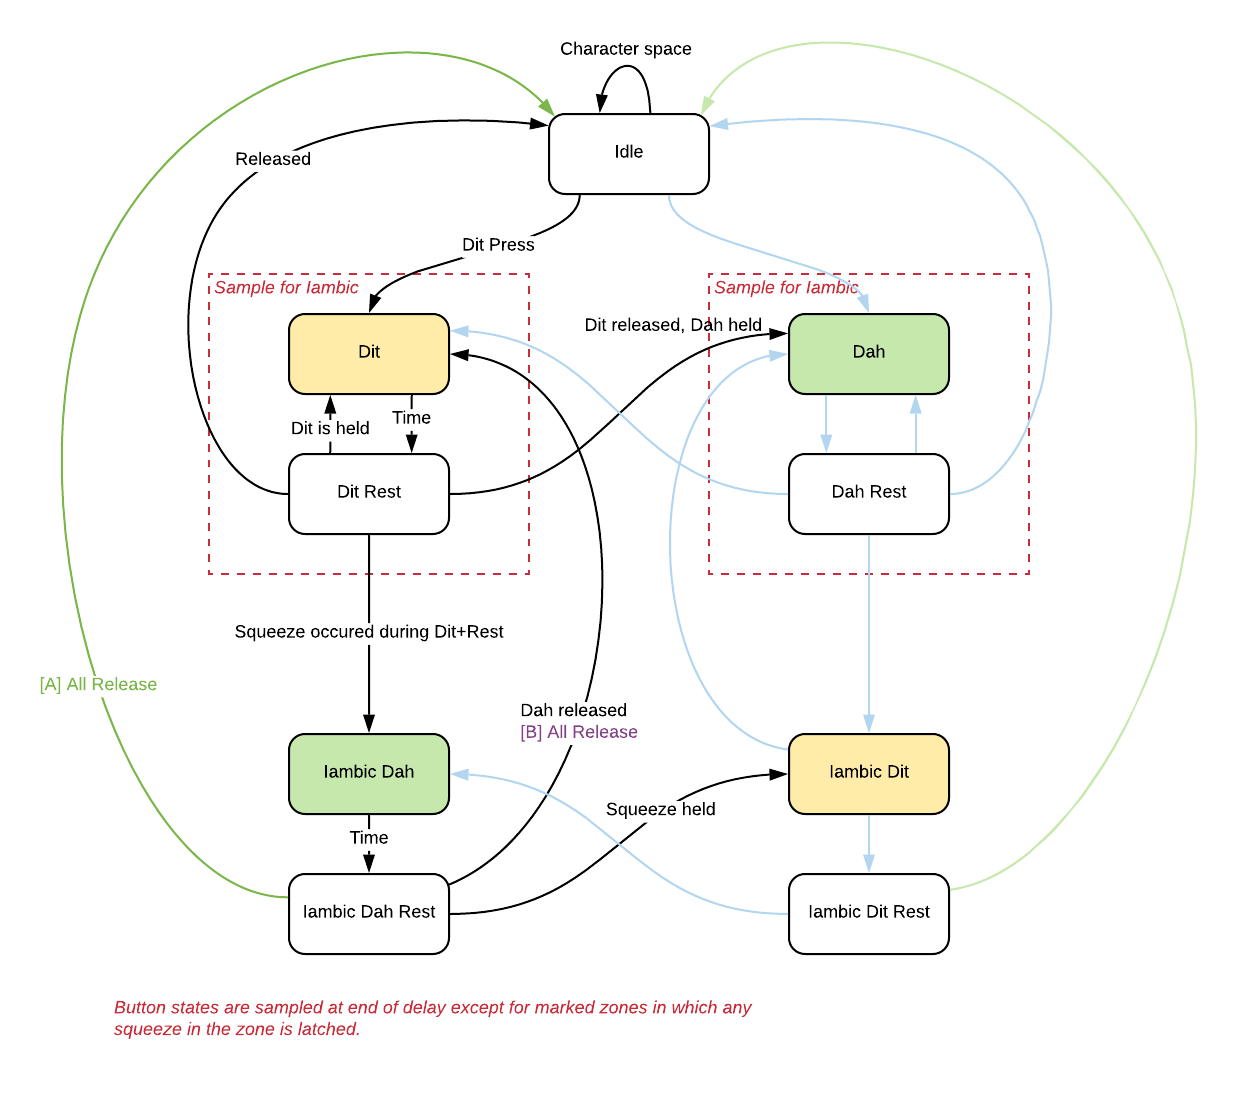 Character space
Idle
Released
Dit Press
Sample for Iambic
Sample for Iambic
Dit released, Dah held
Dit
Dah
Dit is held
Time
Dit Rest
Dah Rest
Squeeze occured during Dit+Rest
[A] All Release
Dah released
[B] All Release
Iambic Dah
Iambic Dit
Squeeze held
Time
Iambic Dah Rest
Iambic Dit Rest
Button states are sampled at end of delay except for marked zones in which any
squeeze in the zone is latched.